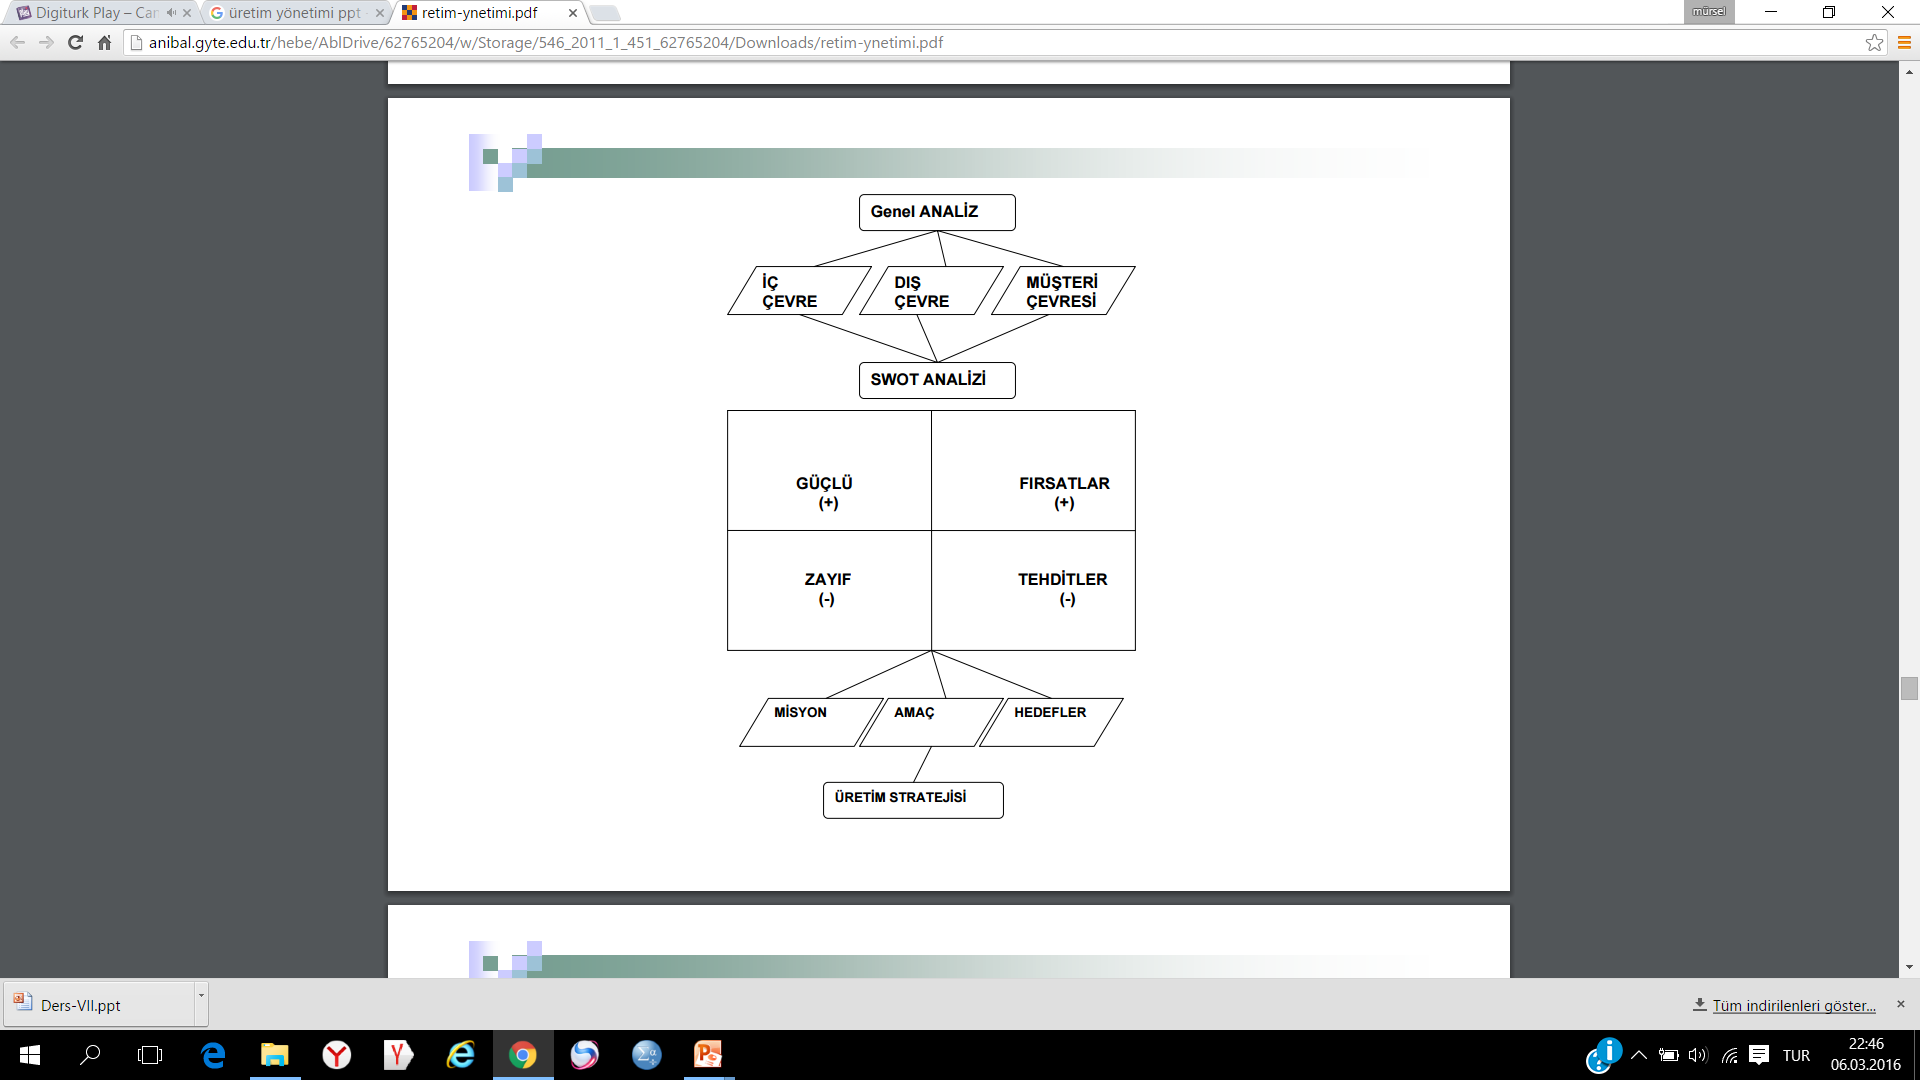 Digiturk Play – Car
üretim yönetimi ppt
retim-ynetimi.pdf
mürsel
anibal.gyte.edu.tr/hebe/AblDrive/62765204/w/Storage/546_2011_1_451_62765204/Downloads/retim-ynetimi.pdf
Genel ANALİZ
İÇ
ÇEVRE
DIŞ
ÇEVRE
MÜŞTERİ
ÇEVRESİ
SWOT ANALİZİ
GÜÇLÜ
(+)
FIRSATLAR
(+)
ZAYIF
(-)
TEHDİTLER
(-)
MİSYON
AMAÇ
HEDEFLER
ÜRETİM STRATEJİSİ
Ders-VII.ppt
Tüm indirilenleri göster...
TUR
22:46
06.03.2016